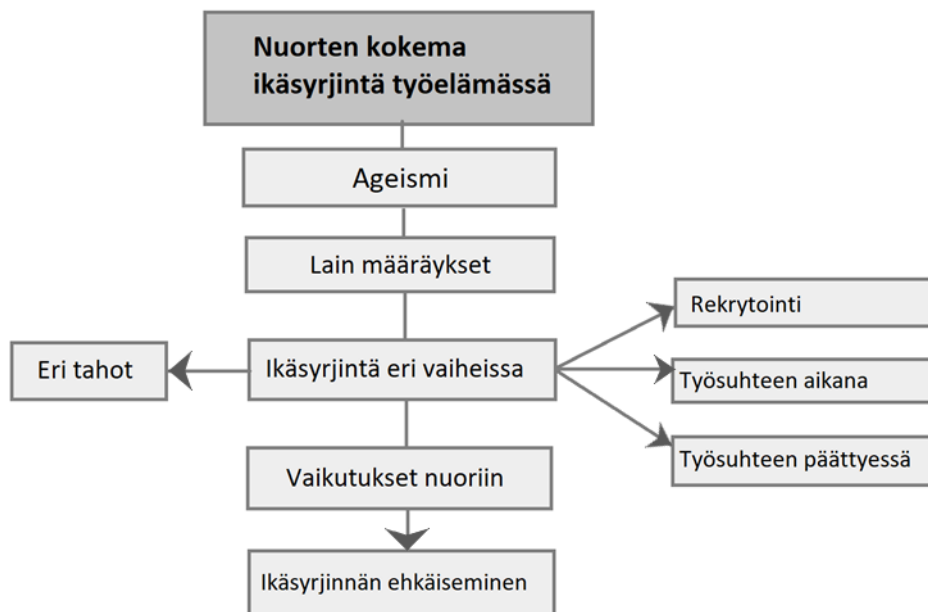 Nuorten kokema
ikäsyrjintä työelämässä
Ageismi
Lain määräykset
Rekrytointi
Eri tahot
Ikäsyrjintä eri vaiheissa
Työsuhteen aikana
Työsuhteen päättyessä
Vaikutukset nuoriin
Ikäsyrjinnän ehkäiseminen